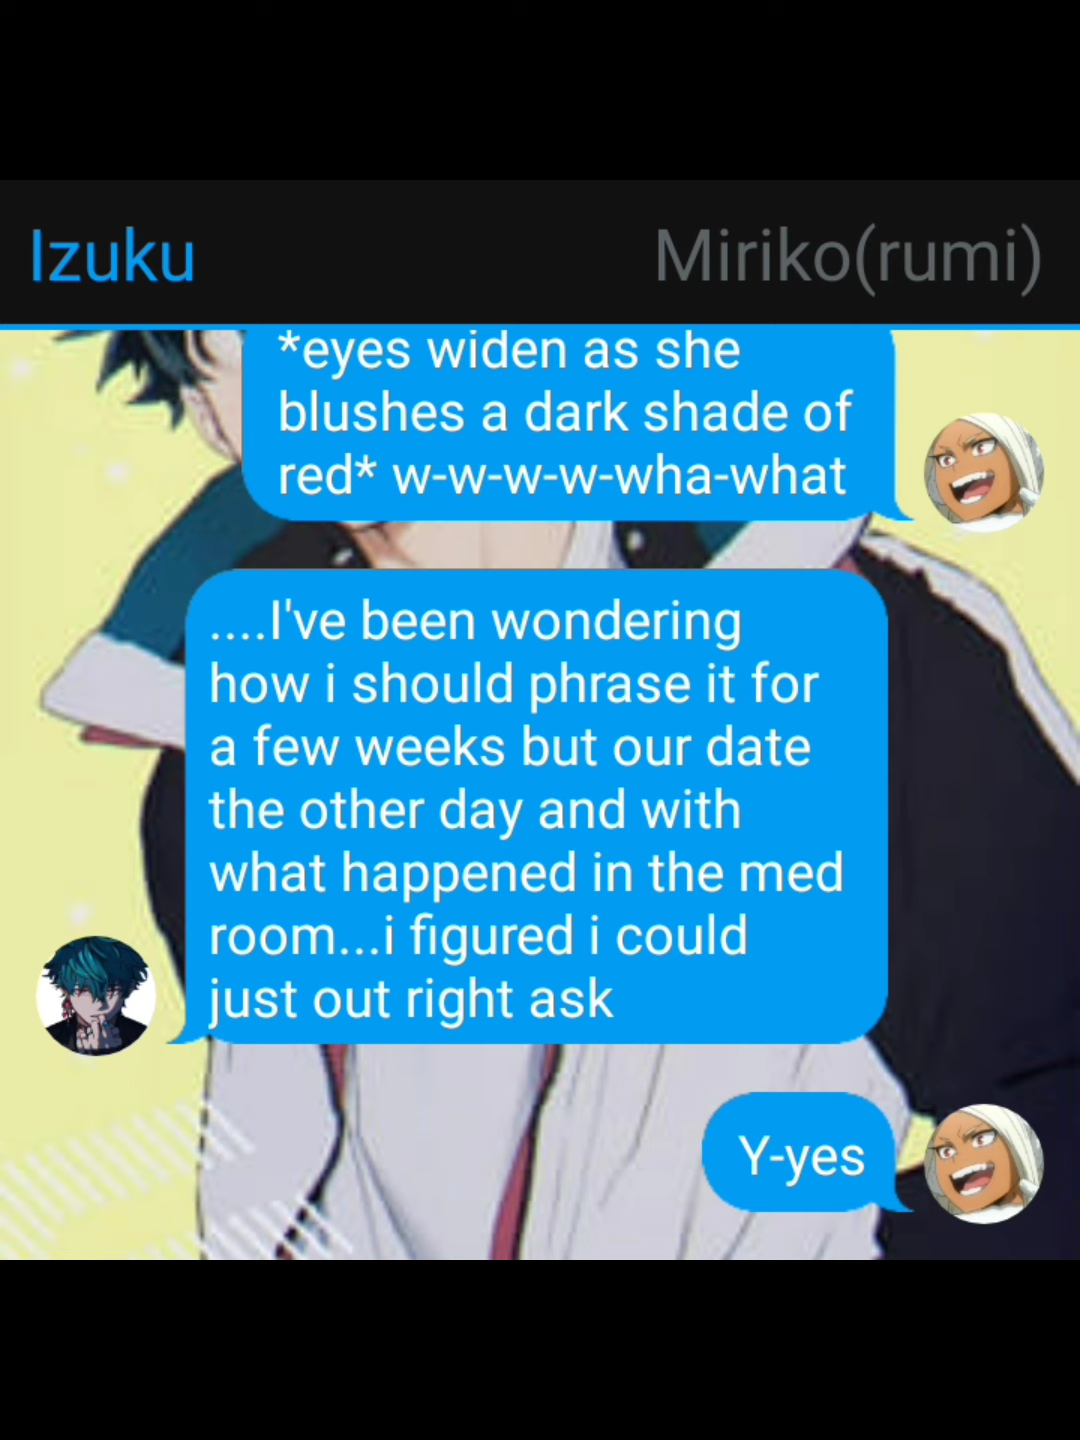 Izuku Miriko(rumi)
*eyes widen as she
blushes a dark shade of
red* w-w-w-w-wha-what
....I've been wondering
how i should phrase it for
a few weeks but our date
the other day and with
what happened in the med
room...i figured i could
just out right ask
Y-yes